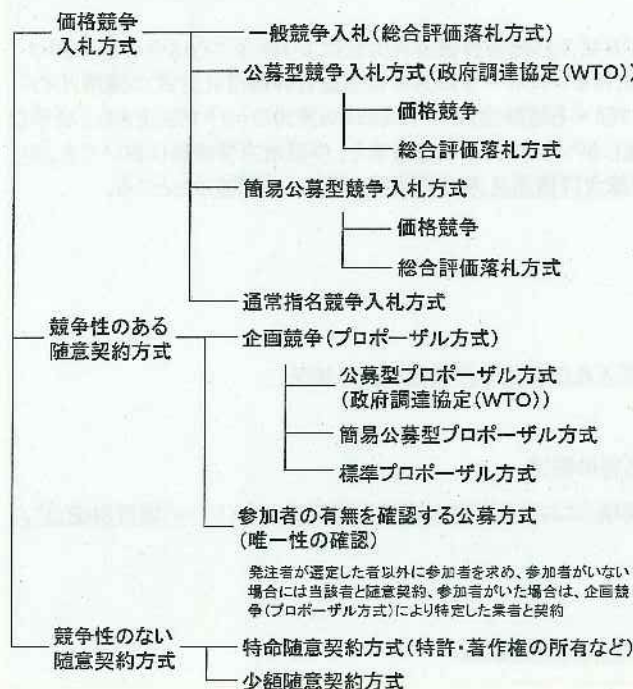 価格競争
入札方式
一般競争入札(総合評価落札方式)
公募型競争入札方式(政府調達協定(WTO))
価格競争
総合評価落札方式
簡易公募型競争入札方式
価格競争
総合評価落札方式
通常指名競争入札方式
競争性のある
随意契約方式
企画競争(プロポーザル方式)
公募型プロポーザル方式
(政府調達協定(WTO))
簡易公募型プロポーザル方式
標準プロポーザル方式
参加者の有無を確認する公募方式
(唯一性の確認)
発注者が選定した者以外に参加者を求め、参加者がいない
場合には当該者と随意契約、参加者がいた場合は、企画競
争(プロポーザル方式)により特定した業者と契約
競争性のない
随意契約方式
特命随意契約方式(特許・著作権の所有など)
少額随意契約方式